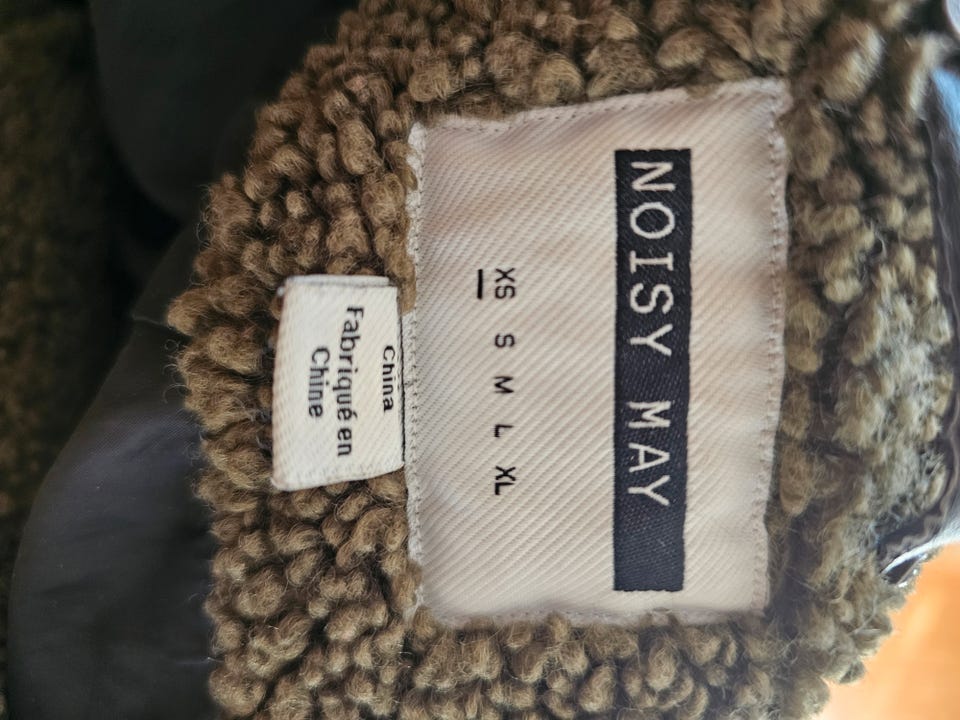 NOISY MAY
XS S M L XL
China
Fabriqué en
Chine